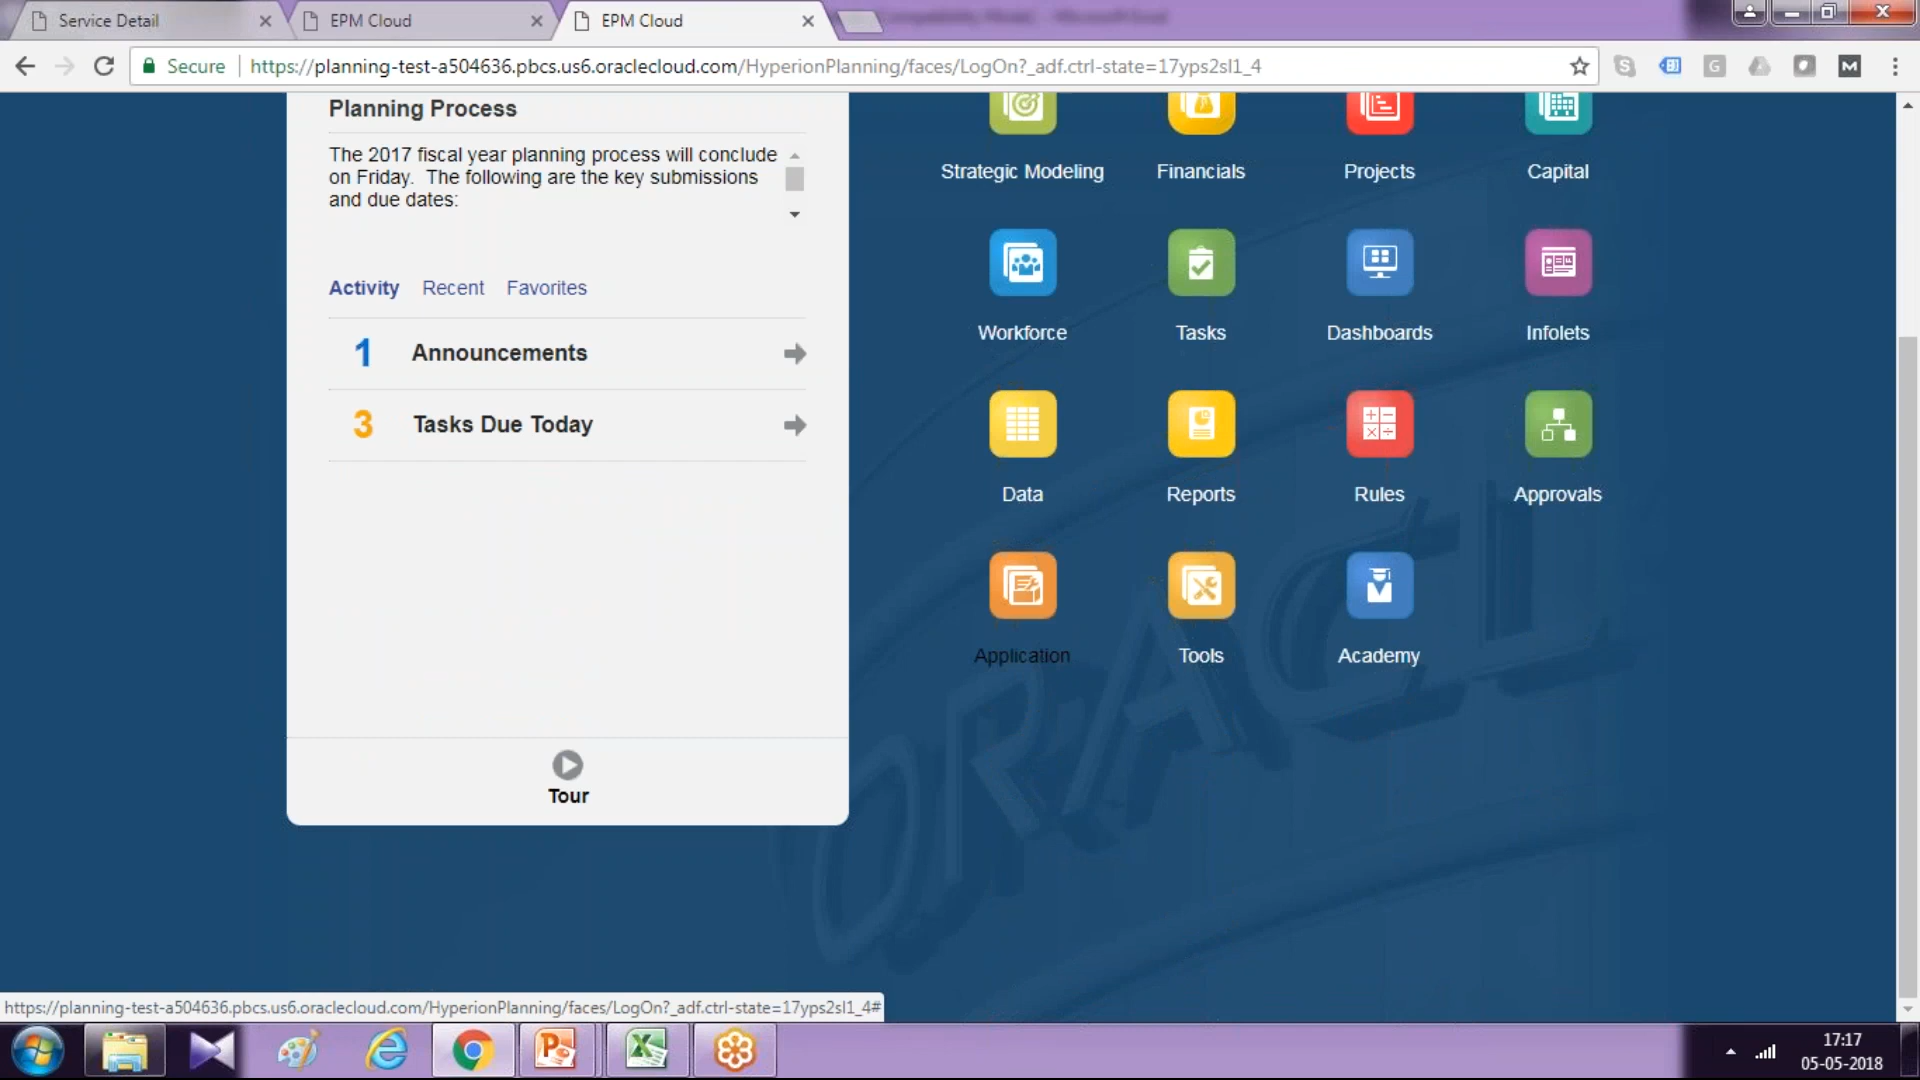 Service Detail
EPM Cloud
EPM Cloud
Secure
https://planning-test-a504636.pbcs.us6.oraclecloud.com/HyperionPlanning/faces/LogOn?_adf.ctrl-state=17yps2sl1_4
Planning Process
The 2017 fiscal year planning process will conclude
on Friday.  The following are the key submissions
and due dates:
Activity
Recent
Favorites
1 Announcements
3 Tasks Due Today
Tour
Strategic Modeling
Financials
Projects
Capital
Workforce
Tasks
Dashboards
Infolets
Data
Reports
Rules
Approvals
Application
Tools
Academy
ORACL
https://planning-test-a504636.pbcs.us6.oraclecloud.com/HyperionPlanning/faces/LogOn?_adf.ctrl-state=17yps2sl1_4#
17:17
05-05-2018